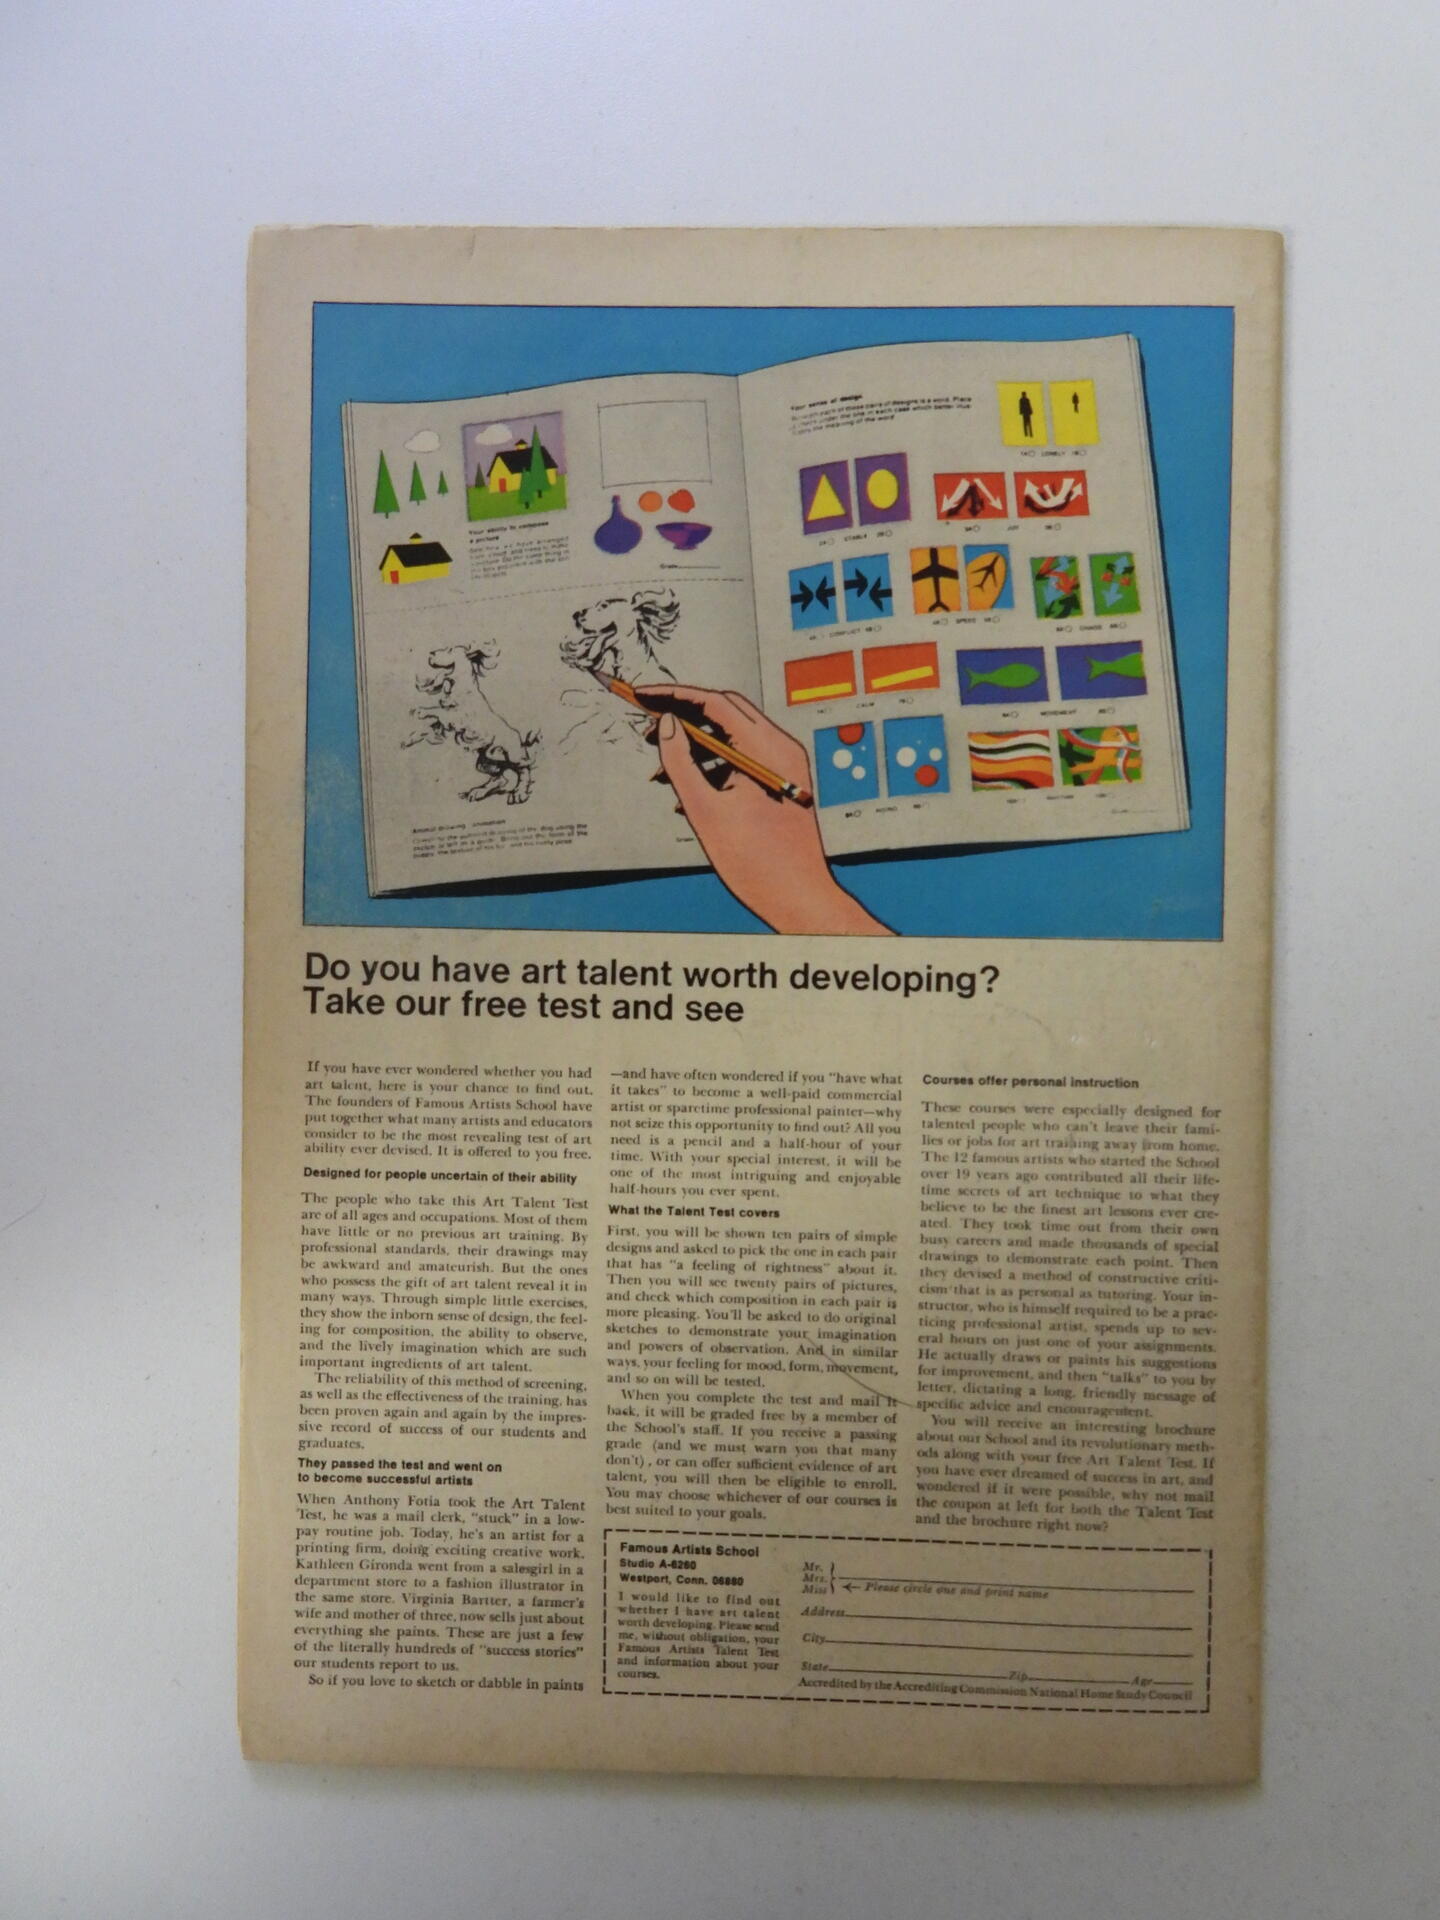 Your sense of design
Your ability to compose
a picture
LONELY
STABLE
JOY
CONFLICT
SPEED
CHAOS
CALM
MOVEMENT
Grade
Do you have art talent worth developing?
Take our free test and see
If you have ever wondered whether you had
art talent, here is your chance to find out.
The founders of Famous Artists School have
put together what many artists and educators
consider to be the most revealing test of art
ability ever devised. It is offered to you free.
Designed for people uncertain of their ability
The people who take this Art Talent Test
are of all ages and occupations. Most of them
have little or no previous art training. By
professional standards, their drawings may
be awkward and amateurish. But the ones
who possess the gift of art talent reveal it in
many ways. Through simple little exercises,
they show the inborn sense of design, the feel-
ing for composition, the ability to observe,
and the lively imagination which are such
important ingredients of art talent.
The reliability of this method of screening,
as well as the effectiveness of the training, has
been proven again and again by the impres-
sive record of success of our students and
graduates.
They passed the test and went on
to become successful artists
When Anthony Fotia took the Art Talent
Test, he was a mail clerk, "stuck" in a low-
pay routine job. Today, he's an artist for a
printing firm, doing exciting creative work.
Kathleen Gironda went from a salesgirl in a
department store to a fashion illustrator in
the same store. Virginia Bartter, a farmer's
wife and mother of three, now sells just about
everything she paints. These are just a few
of the literally hundreds of "success stories"
our students report to us.
So if you love to sketch or dabble in paints
—and have often wondered if you "have what
it takes" to become a well-paid commercial
artist or sparetime professional painter—why
not seize this opportunity to find out? All you
need is a pencil and a half-hour of your
time. With your special interest, it will be
one of the most intriguing and enjoyable
half-hours you ever spent.
What the Talent Test covers
First, you will be shown ten pairs of simple
designs and asked to pick the one in each pair
that has "a feeling of rightness" about it.
Then you will see twenty pairs of pictures,
and check which composition in each pair is
more pleasing. You'll be asked to do original
sketches to demonstrate your imagination
and powers of observation. And in similar
ways, your feeling for mood, form, movement,
and so on will be tested.
When you complete the test and mail it
back, it will be graded free by a member of
the School's staff. If you receive a passing
grade (and we must warn you that many
don't), or can offer sufficient evidence of art
talent, you will then be eligible to enroll.
You may choose whichever of our courses is
best suited to your goals.
Courses offer personal instruction
These courses were especially designed for
talented people who can't leave their fami-
lies or jobs for art training away from home.
The 12 famous artists who started the School
over 19 years ago contributed all their life-
time secrets of art technique to what they
believe to be the finest art lessons ever cre-
ated. They took time out from their own
busy careers and made thousands of special
drawings to demonstrate each point. Then
they devised a method of constructive criti-
cism that is as personal as tutoring. Your in-
structor, who is himself required to be a prac-
ticing professional artist, spends up to sev-
eral hours on just one of your assignments.
He actually draws or paints his suggestions
for improvement, and then "talks" to you by
letter, dictating a long, friendly message of
specific advice and encouragement.
You will receive an interesting brochure
about our School and its revolutionary meth-
ods along with your free Art Talent Test. If
you have ever dreamed of success in art, and
wondered if it were possible, why not mail
the coupon at left for both the Talent Test
and the brochure right now?
Famous Artists School
Studio A-6260
Westport, Conn. 06880
I would like to find out
whether I have art talent
worth developing. Please send
me, without obligation, your
Famous Artists Talent Test
and information about your
courses.
Mr.
Mrs.
Miss ← Please circle one and print name
Address
City
State Zip Age
Accredited by the Accrediting Commission National Home Study Council